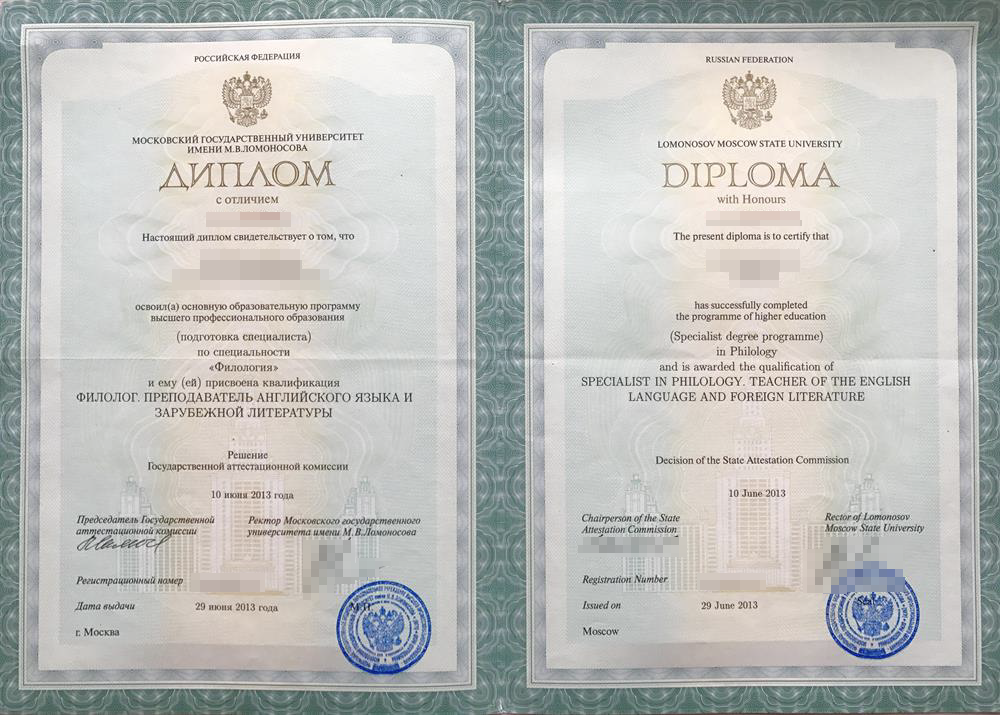 РОССИЙСКАЯ ФЕДЕРАЦИЯ
МОСКОВСКИЙ ГОСУДАРСТВЕННЫЙ УНИВЕРСИТЕТ
ИМЕНИ М.В.ЛОМОНОСОВА
ДИПЛОМ
с отличием
Настоящий диплом свидетельствует о том, что
освоил(а) основную образовательную программу
высшего профессионального образования
(подготовка специалиста)
по специальности
«Филология»
и ему (ей) присвоена квалификация
ФИЛОЛОГ. ПРЕПОДАВАТЕЛЬ АНГЛИЙСКОГО ЯЗЫКА И
ЗАРУБЕЖНОЙ ЛИТЕРАТУРЫ
Решение
Государственной аттестационной комиссии
10 июня 2013 года
Председатель Государственной
аттестационной комиссии
Ректор Московского государственного
университета имени М.В.Ломоносова
Регистрационный номер
Дата выдачи
29 июня 2013 года
М.П.
г. Москва
RUSSIAN FEDERATION
LOMONOSOV MOSCOW STATE UNIVERSITY
DIPLOMA
with Honours
The present diploma is to certify that
has successfully completed
the programme of higher education
(Specialist degree programme)
in Philology
and is awarded the qualification of
SPECIALIST IN PHILOLOGY. TEACHER OF THE ENGLISH
LANGUAGE AND FOREIGN LITERATURE
Decision of the State Attestation Commission
10 June 2013
Chairperson of the State
Attestation Commission
Rector of Lomonosov
Moscow State University
Registration Number
Issued on
29 June 2013
Seal
Moscow